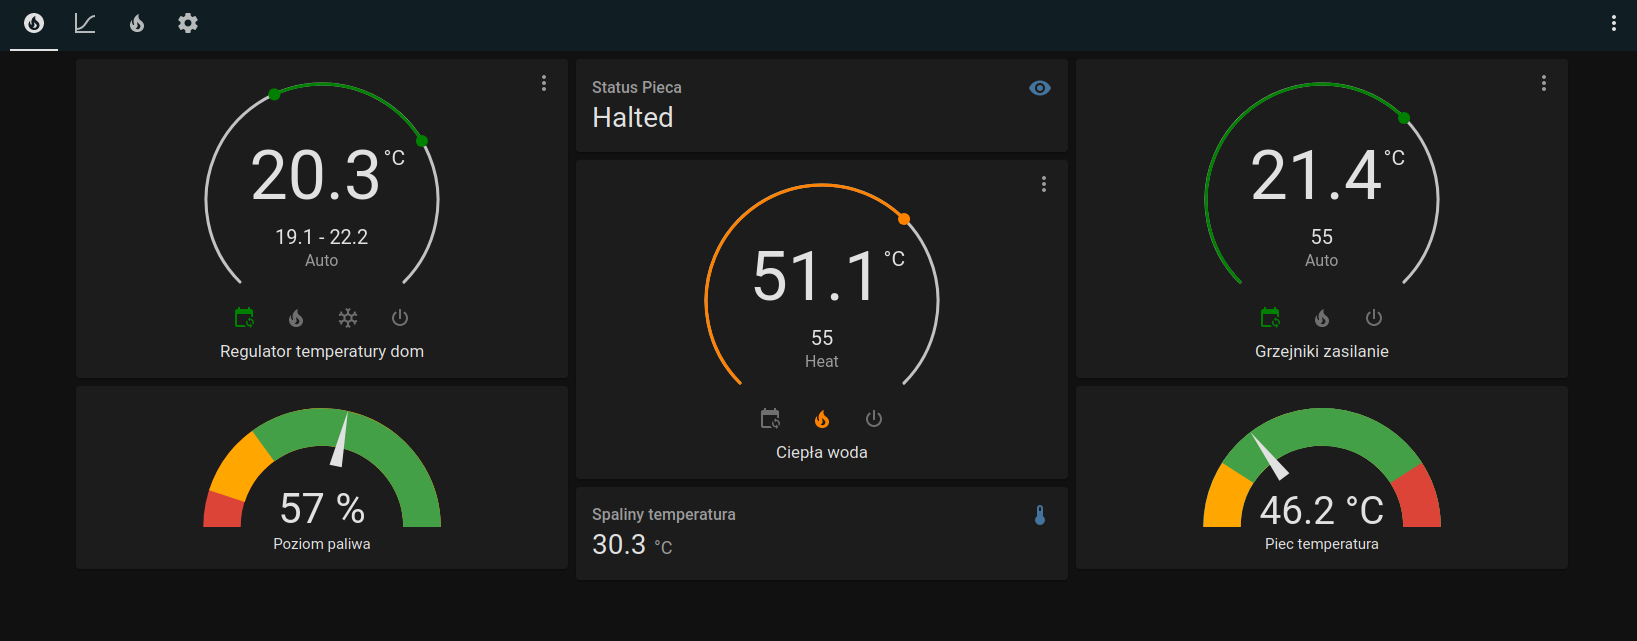 20.3 °C
19.1 - 22.2
Auto
Regulator temperatury dom
57 %
Poziom paliwa
Status Pieca
Halted
51.1 °C
55
Heat
Ciepła woda
Spaliny temperatura
30.3 °C
21.4 °C
55
Auto
Grzejniki zasilanie
46.2 °C
Piec temperatura